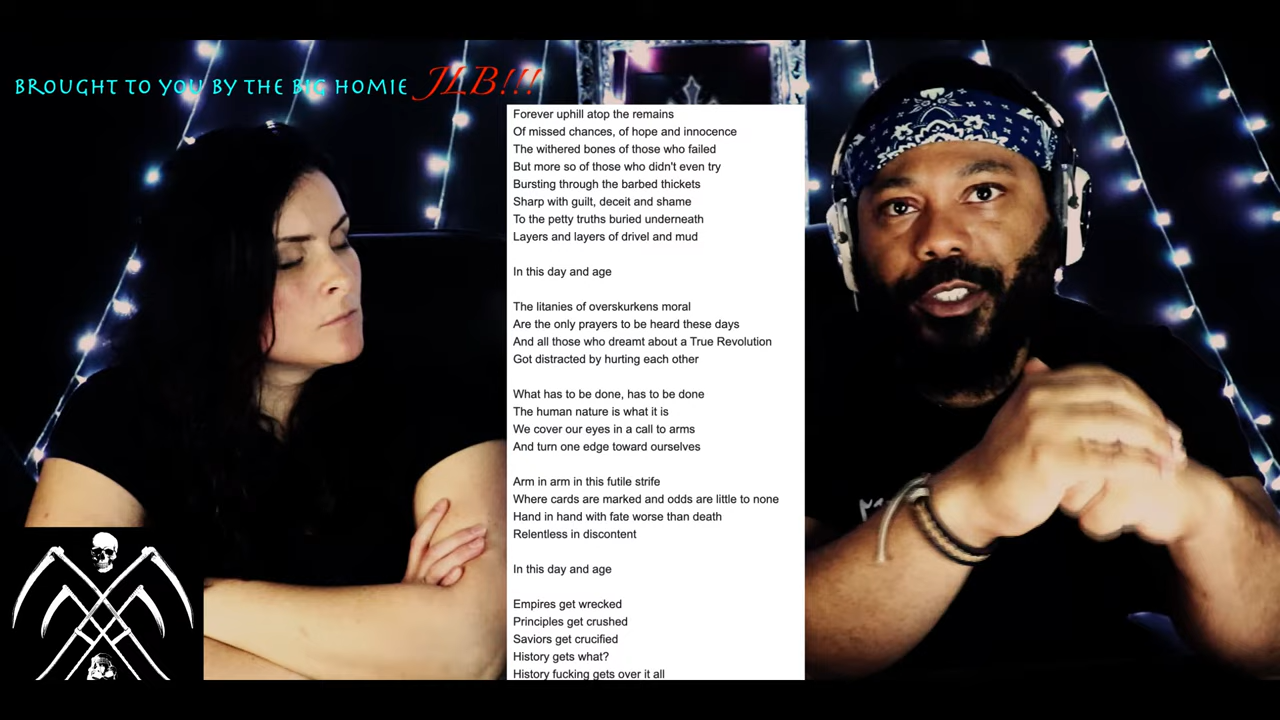 BROUGHT TO YOU BY THE BIG HOMIE JLB!!!
Forever uphill atop the remains
Of missed chances, of hope and innocence
The withered bones of those who failed
But more so of those who didn't even try
Bursting through the barbed thickets
Sharp with guilt, deceit and shame
To the petty truths buried underneath
Layers and layers of drivel and mud
In this day and age
The litanies of overskurkens moral
Are the only prayers to be heard these days
And all those who dreamt about a True Revolution
Got distracted by hurting each other
What has to be done, has to be done
The human nature is what it is
We cover our eyes in a call to arms
And turn one edge toward ourselves
Arm in arm in this futile strife
Where cards are marked and odds are little to none
Hand in hand with fate worse than death
Relentless in discontent
In this day and age
Empires get wrecked
Principles get crushed
Saviors get crucified
History gets what?
History fucking gets over it all